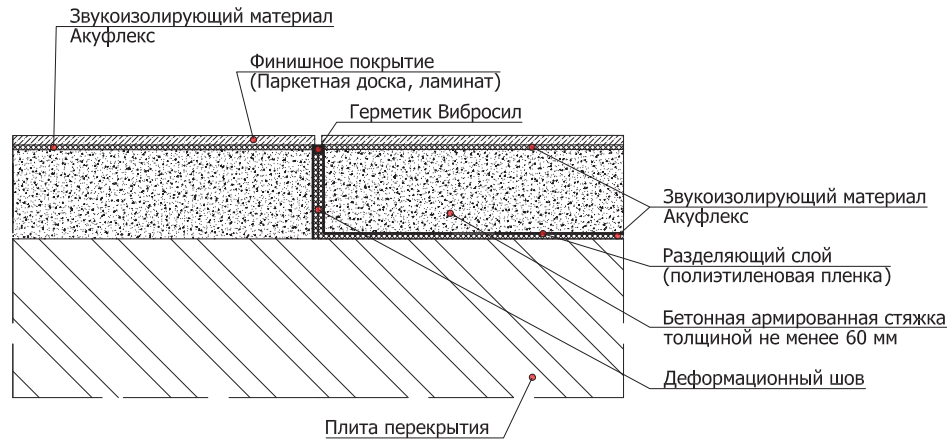 Звукоизолирующий материал
Акуфлекс
Финишное покрытие
(Паркетная доска, ламинат)
Герметик Вибросил
Звукоизолирующий материал
Акуфлекс
Разделяющий слой
(полиэтиленовая пленка)
Бетонная армированная стяжка
толщиной не менее 60 мм
Деформационный шов
Плита перекрытия